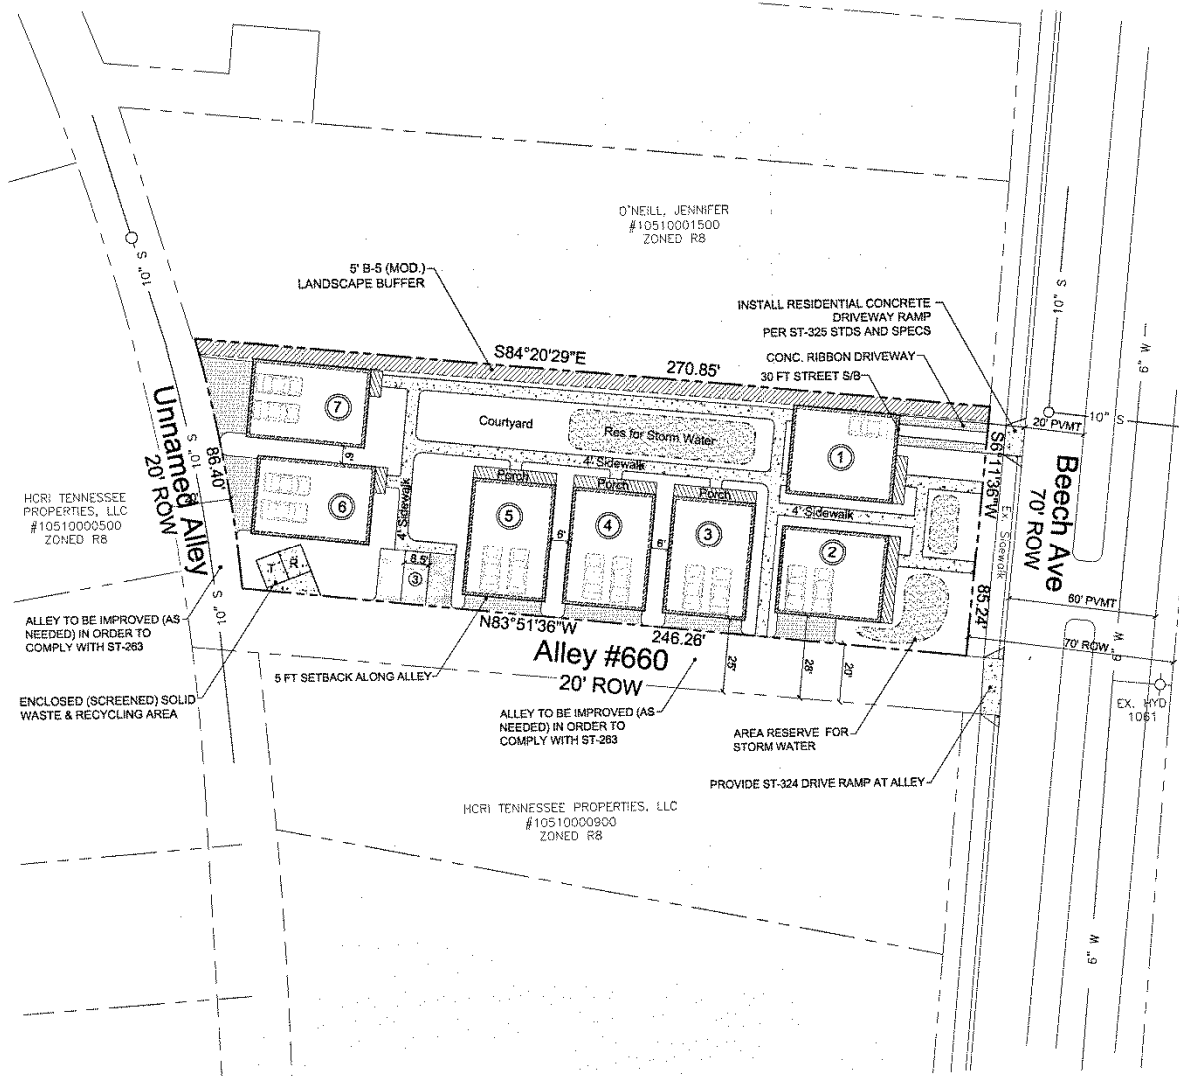 O'NEILL, JENNIFER
#10510001500
ZONED R8
S 10"
S 10"
W 6"
5' B-5 (MOD.)
LANDSCAPE BUFFER
INSTALL RESIDENTIAL CONCRETE
DRIVEWAY RAMP
PER ST-325 STDS AND SPECS
CONC. RIBBON DRIVEWAY
30 FT STREET S/B
S84°20'29"E
270.85'
10" S
20' PVMT
Unnamed Alley
20' ROW
86.40'
S 10"
7
Courtyard
Res for Storm Water
1
S6°11'36"W
Beech Ave
70' ROW
4' Sidewalk
Porch
Porch
Porch
6'
HCRI TENNESSEE
PROPERTIES, LLC
#10510000500
ZONED R8
6
4' Sidewalk
5
4
3
4' Sidewalk
2
Ex Sidewalk
6'
6'
T R
8.5'
3
85.24'
60' PVMT
S 10"
N83°51'36"W
246.26'
ALLEY TO BE IMPROVED (AS
NEEDED) IN ORDER TO
COMPLY WITH ST-263
Alley #660
20' ROW
25'
28'
20'
70' ROW
W 6"
5 FT SETBACK ALONG ALLEY
ENCLOSED (SCREENED) SOLID
WASTE & RECYCLING AREA
ALLEY TO BE IMPROVED (AS
NEEDED) IN ORDER TO
COMPLY WITH ST-263
AREA RESERVE FOR
STORM WATER
EX. HYD
1061
PROVIDE ST-324 DRIVE RAMP AT ALLEY
HCRI TENNESSEE PROPERTIES, LLC
#10510000900
ZONED R8
W 6"